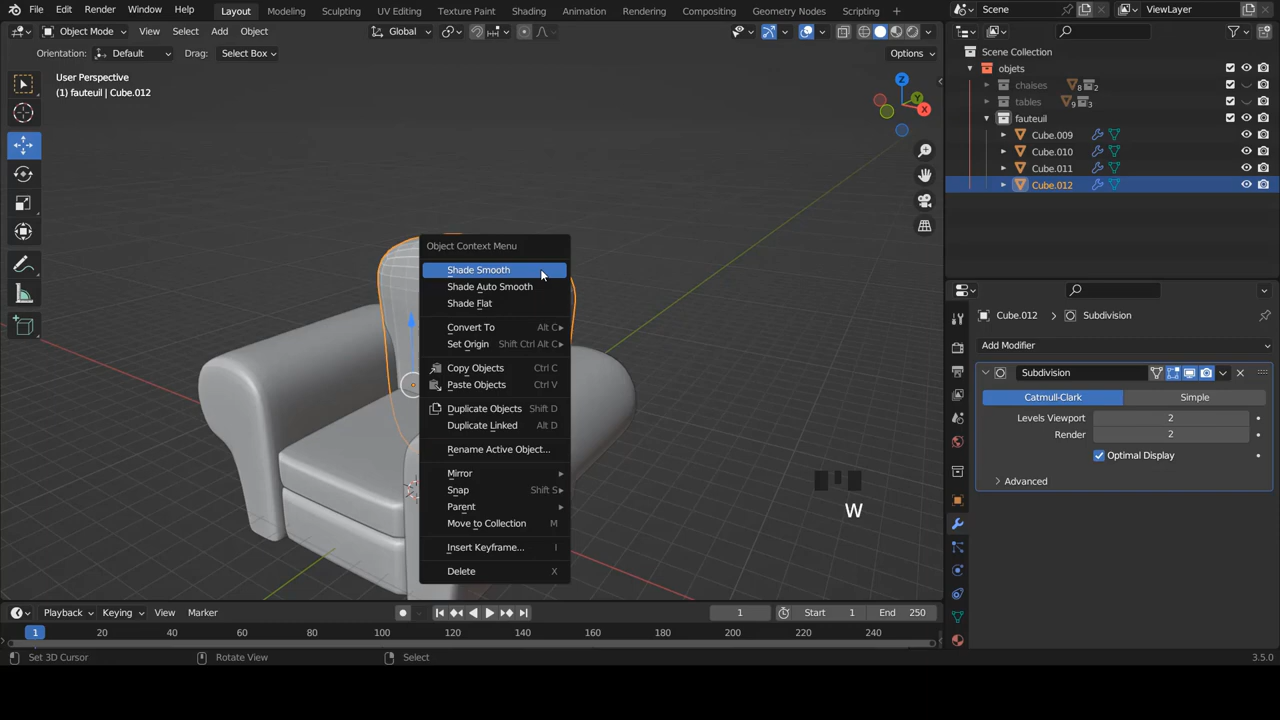 File Edit Render Window Help
Layout Modeling Sculpting UV Editing Texture Paint Shading Animation Rendering Compositing Geometry Nodes Scripting +
Scene
ViewLayer
Object Mode View Select Add Object
Global
Orientation: Default Drag: Select Box
Options
User Perspective
(1) fauteuil | Cube.012
Z
Y
X
Scene Collection
objets
chaises 8 2
tables 9 3
fauteuil
Cube.009
Cube.010
Cube.011
Cube.012
Object Context Menu
Shade Smooth
Shade Auto Smooth
Shade Flat
Convert To Alt C
Set Origin Shift Ctrl Alt C
Copy Objects Ctrl C
Paste Objects Ctrl V
Duplicate Objects Shift D
Duplicate Linked Alt D
Rename Active Object...
Mirror
Snap Shift S
Parent
Move to Collection M
Insert Keyframe... I
Delete X
W
Cube.012 > Subdivision
Add Modifier
Subdivision
Catmull-Clark Simple
Levels Viewport 2
Render 2
Optimal Display
Advanced
Playback Keying View Marker
1 Start 1 End 250
1 20 40 60 80 100 120 140 160 180 200 220 240
Set 3D Cursor Rotate View Select 3.5.0